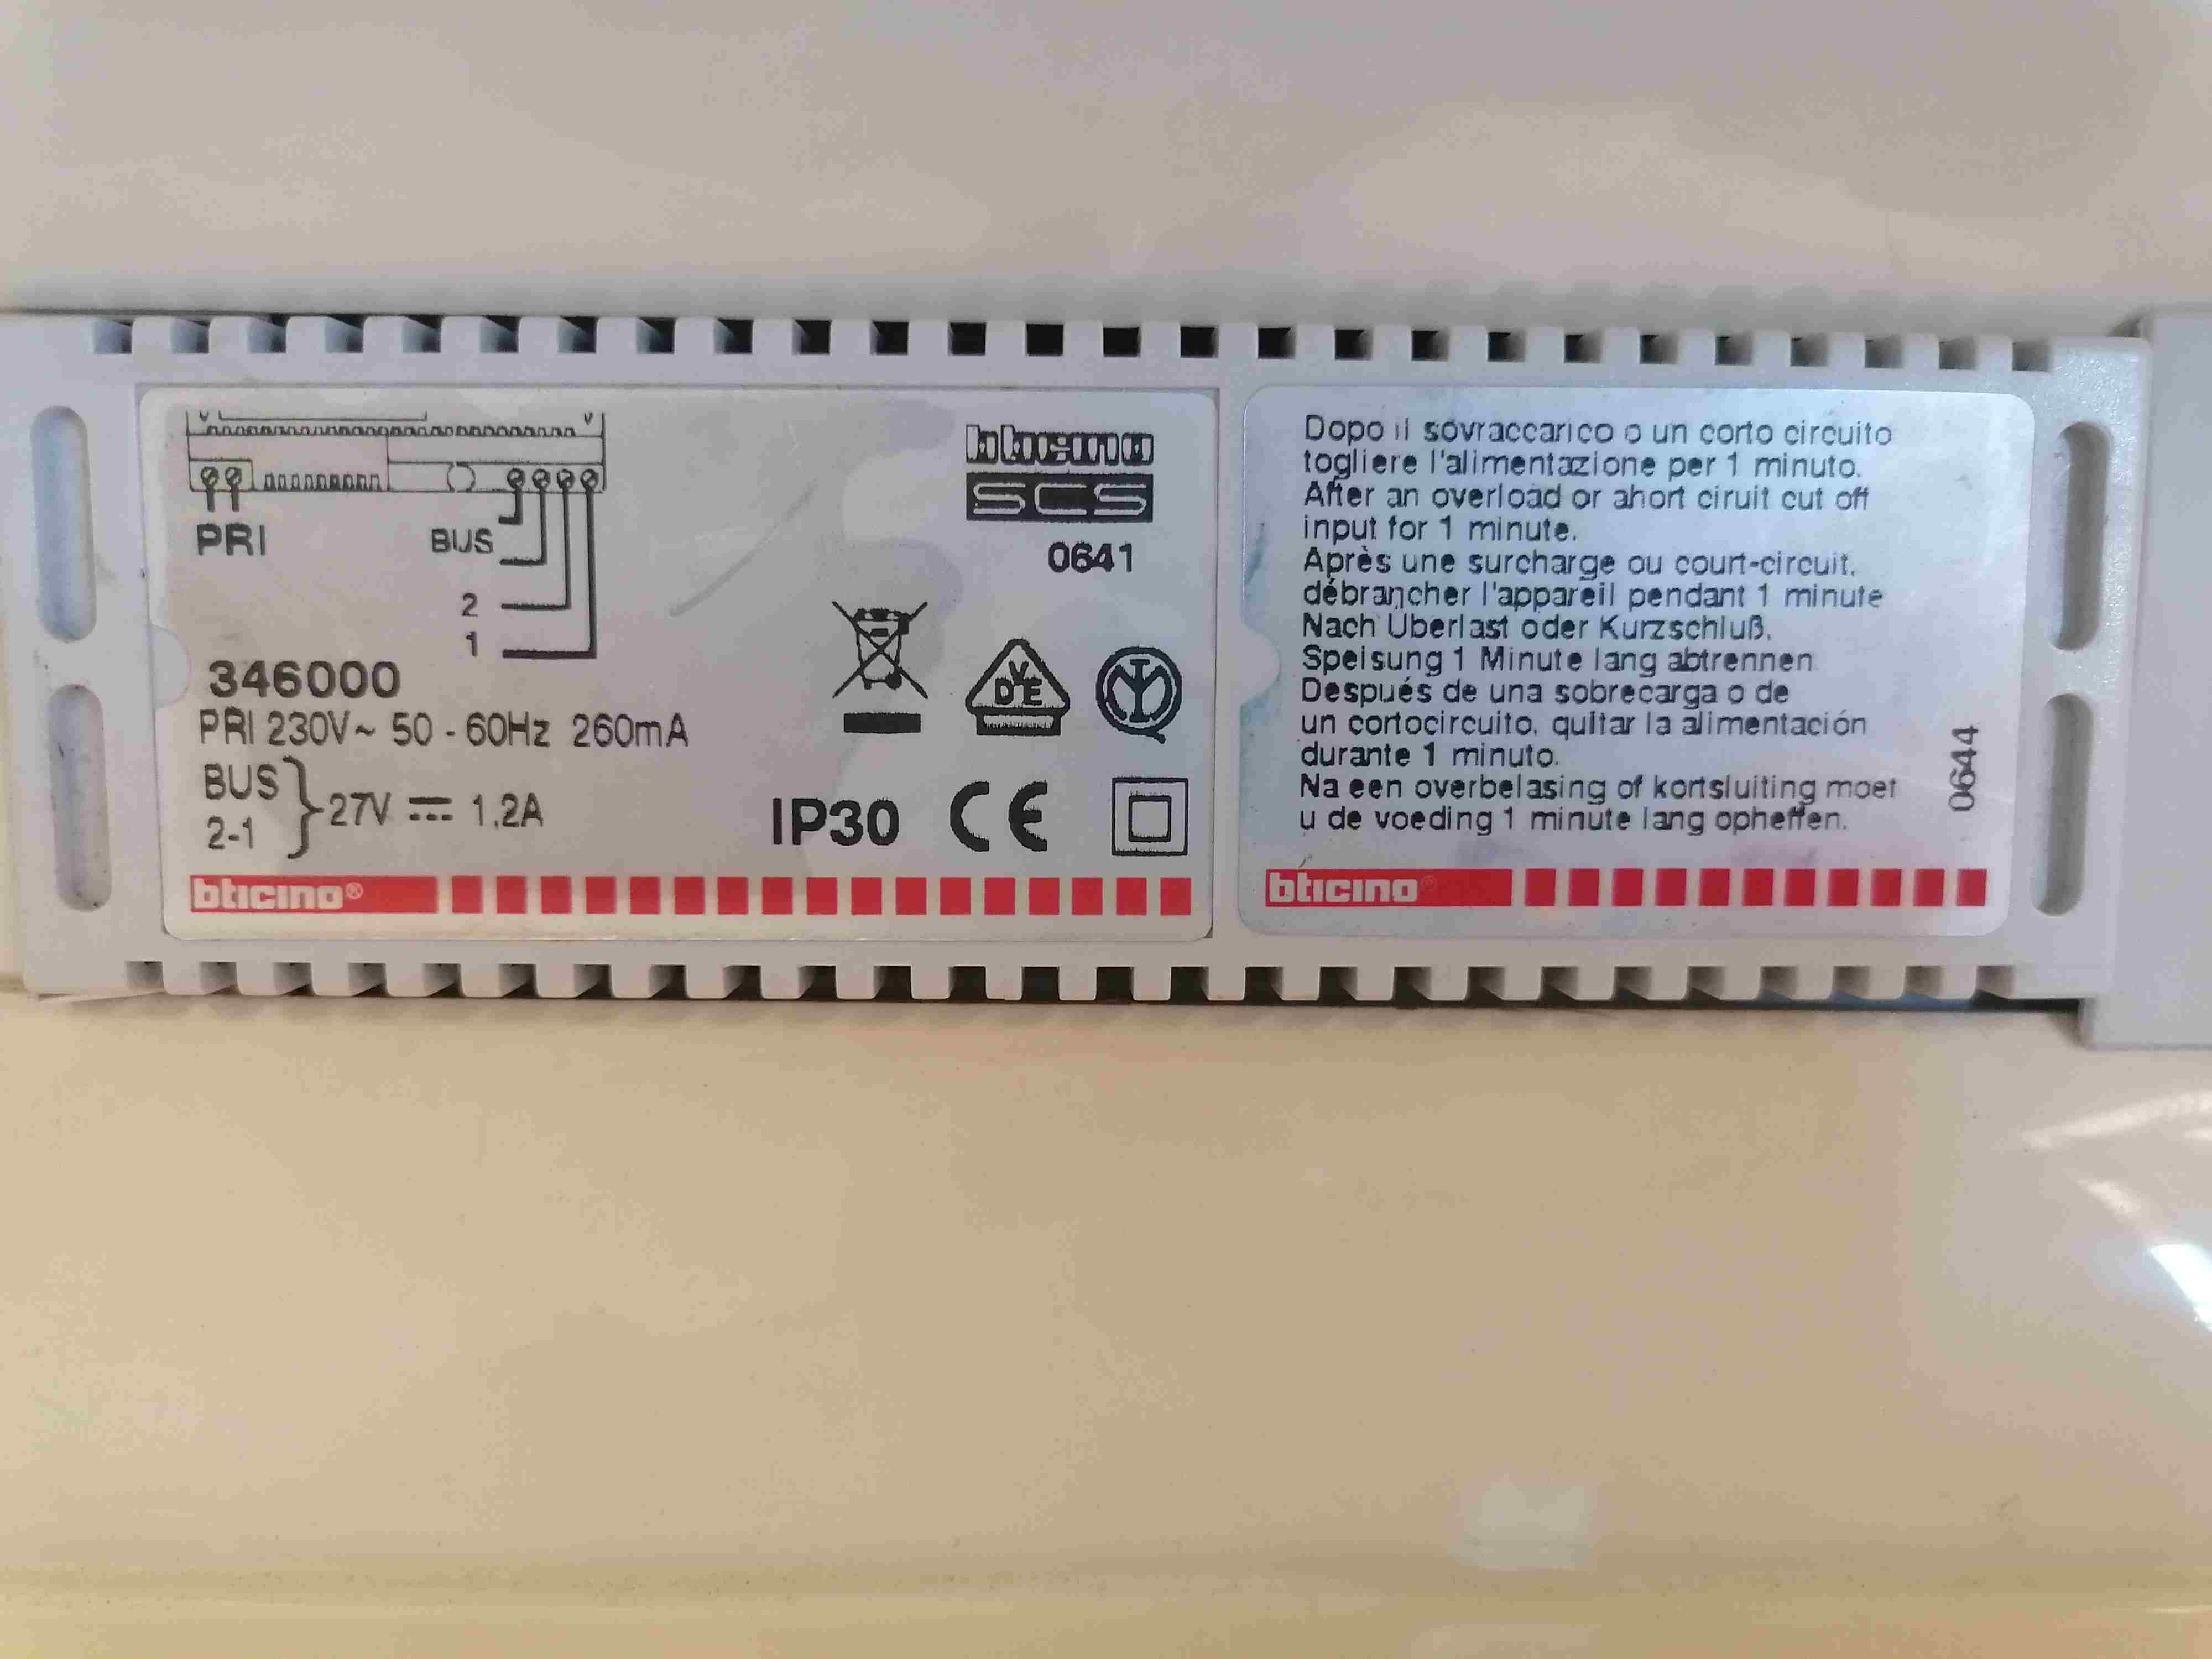 PRI
BUS
2
1
346000
PRI 230V~ 50 - 60Hz 260mA
BUS
2-1
27V ⎓ 1,2A
bticino
SCS
0641
VDE
IP30 CE
bticino®
Dopo il sovraccarico o un corto circuito
togliere l'alimentazione per 1 minuto.
After an overload or ahort ciruit cut off
input for 1 minute.
Après une surcharge ou court-circuit,
débrancher l'appareil pendant 1 minute
Nach Uberlast oder Kurzschluß,
Speisung 1 Minute lang abtrennen
Después de una sobrecarga o de
un cortocircuito, quitar la alimentación
durante 1 minuto.
Na een overbelasing of kortsluiting moet
u de voeding 1 minute lang opheffen.
0644
bticino®